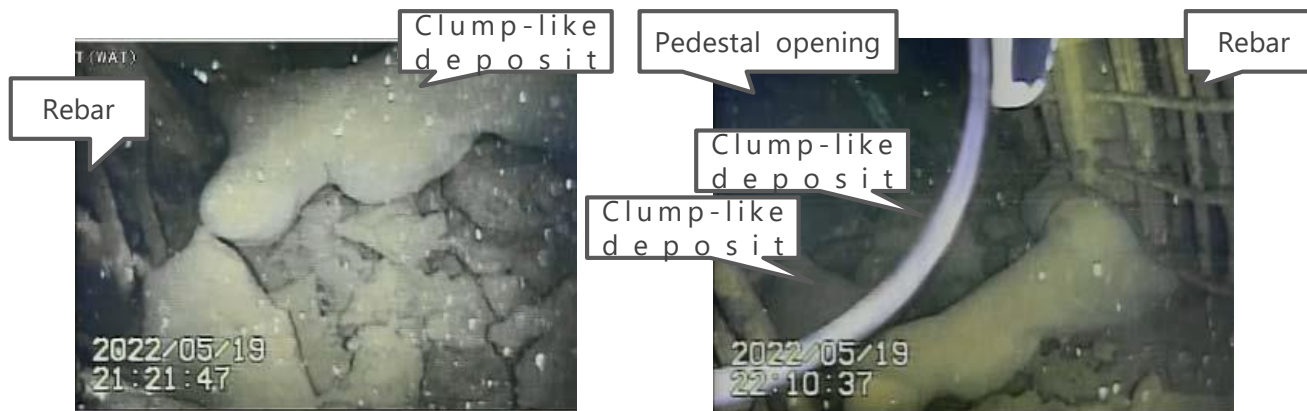 Clump-like
deposit
T(WAT)
Rebar
2022/05/19
21:21:47
Pedestal opening
Rebar
Clump-like
deposit
Clump-like
deposit
2022/05/19
22:10:37